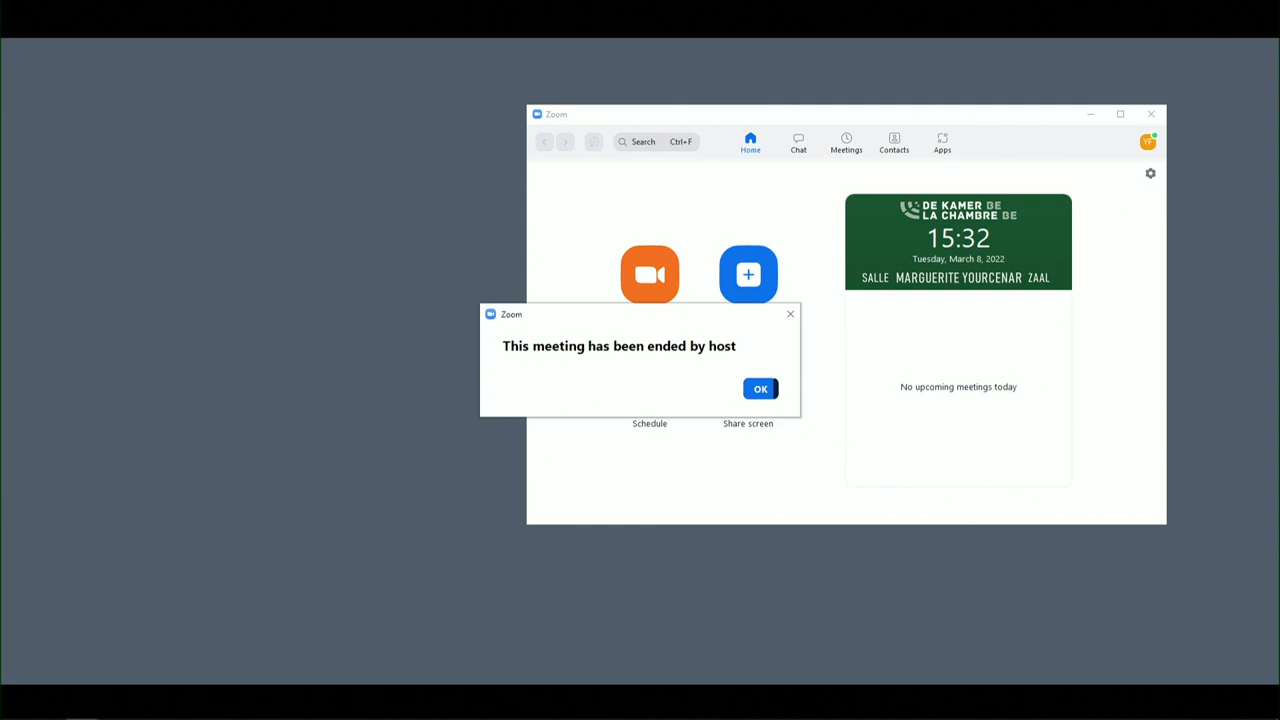 Zoom
Search Ctrl+F
Home
Chat
Meetings
Contacts
Apps
YF
DE KAMER BE
LA CHAMBRE BE
15:32
Tuesday, March 8, 2022
SALLE MARGUERITE YOURCENAR ZAAL
No upcoming meetings today
Zoom
This meeting has been ended by host
OK
Schedule
Share screen